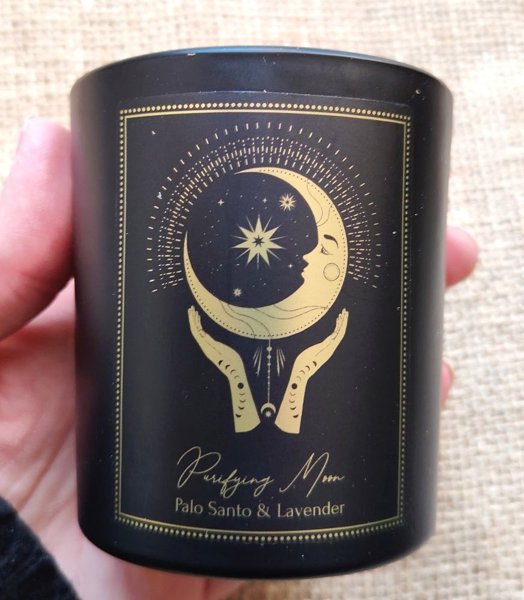 Purifying Moon
Palo Santo & Lavender